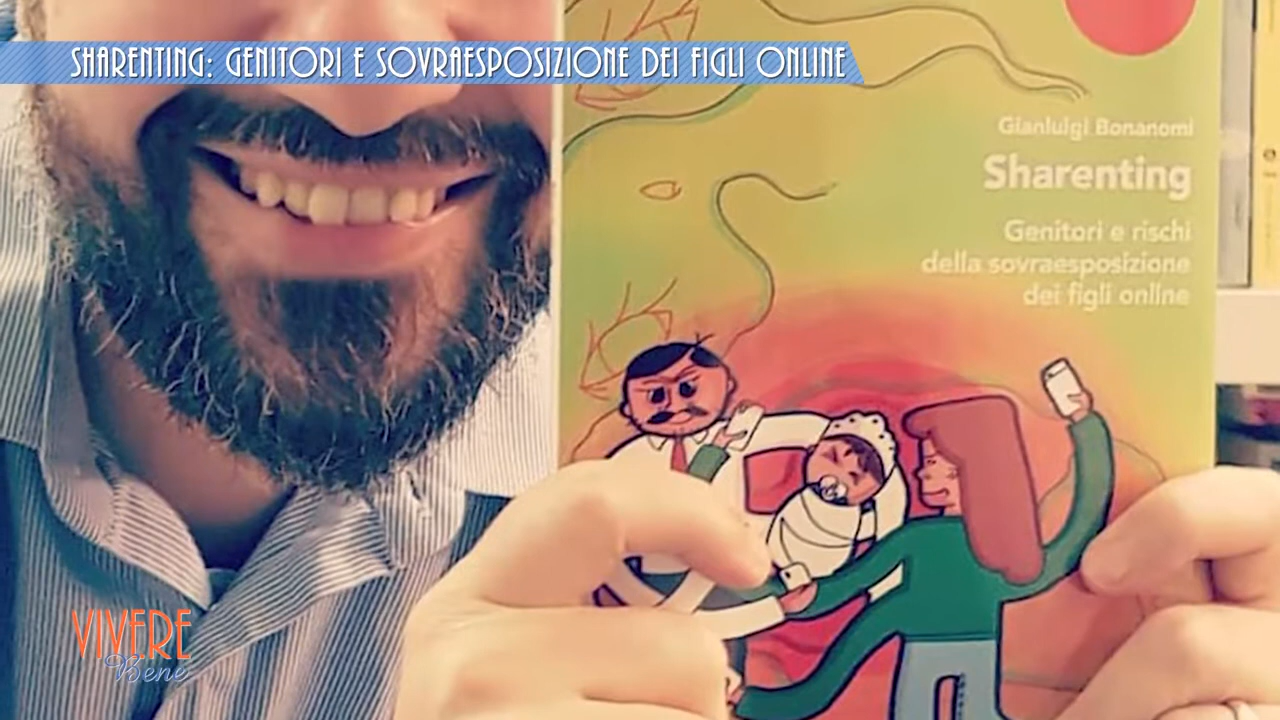 SHARENTING: GENITORI E SOVRAESPOSIZIONE DEI FIGLI ONLINE
Gianluigi Bonanomi
Sharenting
Genitori e rischi
della sovraesposizione
dei figli online
VIVERE
Bene